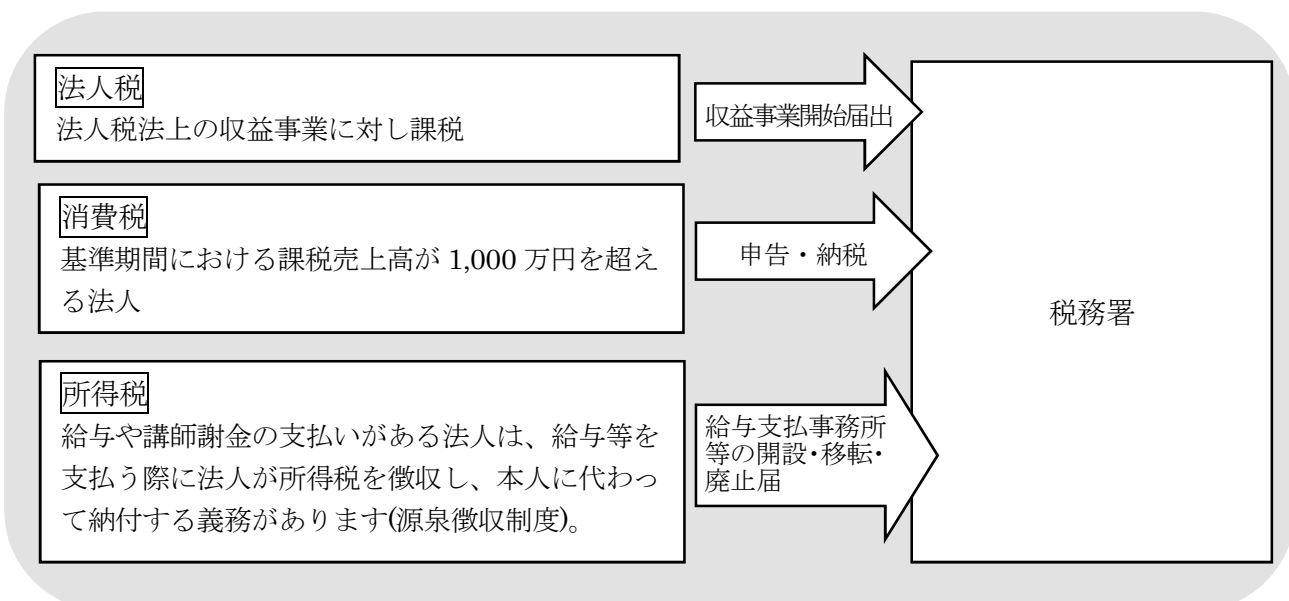 法人税
法人税法上の収益事業に対し課税
収益事業開始届出
消費税
基準期間における課税売上高が 1,000 万円を超え
る法人
申告・納税
所得税
給与や講師謝金の支払いがある法人は、給与等を
支払う際に法人が所得税を徴収し、本人に代わっ
て納付する義務があります(源泉徴収制度)。
給与支払事務所
等の開設・移転・
廃止届
税務署